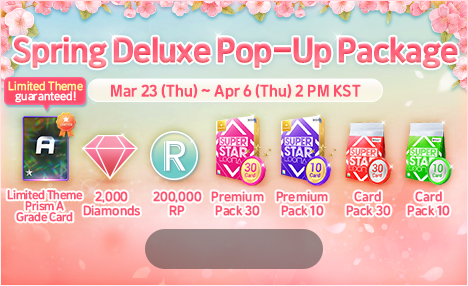 Spring Deluxe Pop-Up Package
Limited Theme
guaranteed!
Mar 23 (Thu) ~ Apr 6 (Thu) 2 PM KST
A
R
SUPER
STAR
30
Card
SUPER
STAR
10
Card
SUPER
STAR
30
Card
SUPER
STAR
10
Card
Limited Theme
Prism A
Grade Card
2,000
Diamonds
200,000
RP
Premium
Pack 30
Premium
Pack 10
Card
Pack 30
Card
Pack 10